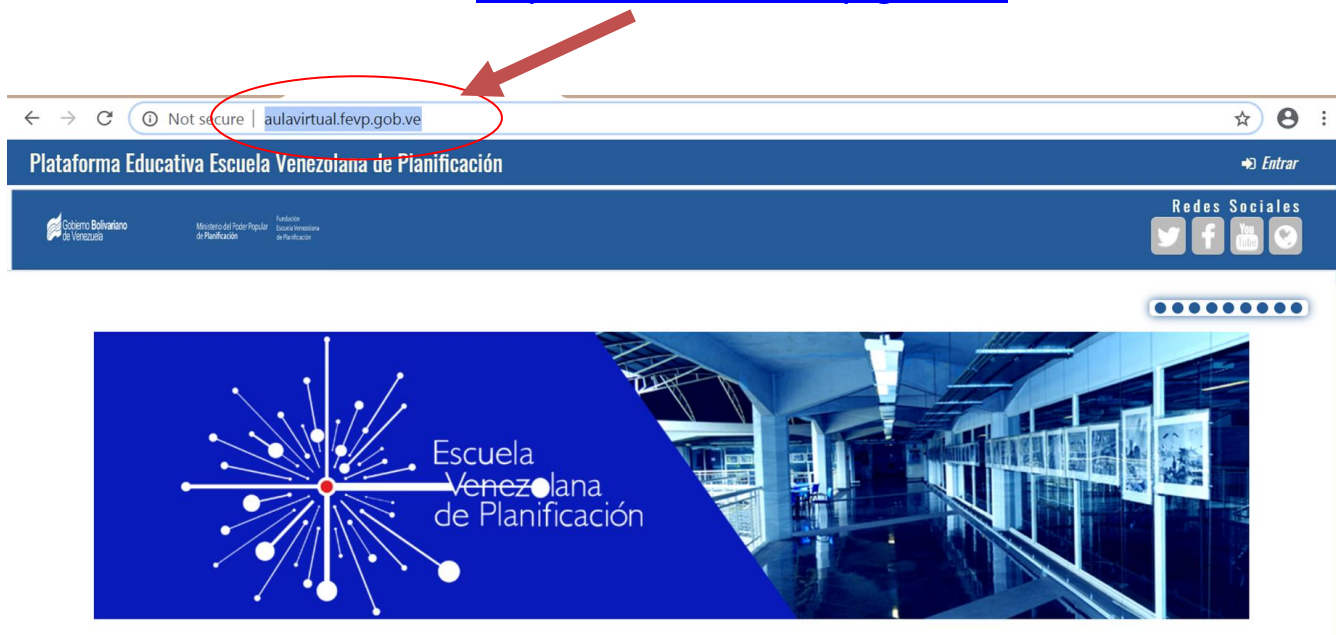 Not secure | aulavirtual.fevp.gob.ve
Plataforma Educativa Escuela Venezolana de Planificación
Entrar
Redes Sociales
Gobierno Bolivariano
de Venezuela
Ministerio del Poder Popular
de Planificación
Fundación
Escuela Venezolana
de Planificación
You
Tube
Escuela
Venezolana
de Planificación